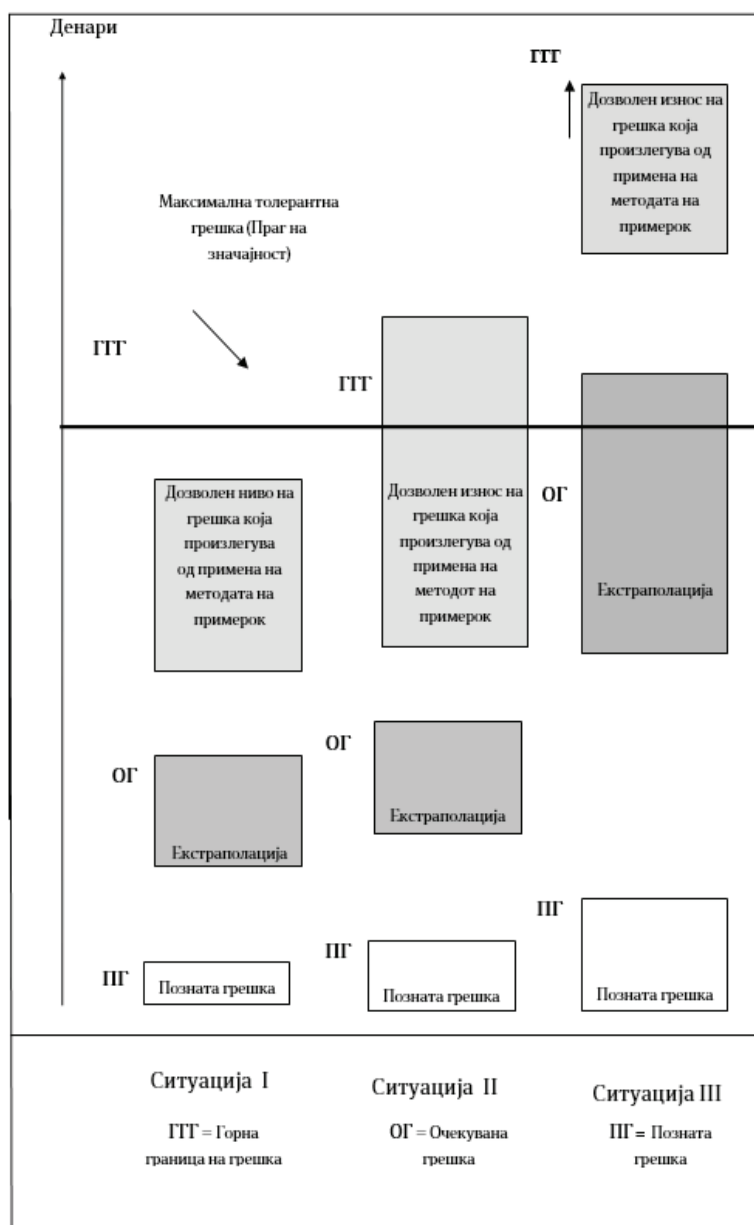 Денари
ГГГ
Дозволен износ на
грешка која
произлегува од
примена на
методата на
примерок
Максимална толерантна
грешка (Праг на
значајност)
ГГГ
ГГГ
Дозволен ниво на
грешка која
произлегува
од примена на
методата на
примерок
Дозволен износ на
грешка која
произлегува од
примена на
методот на
примерок
ОГ
Екстраполација
ОГ
Екстраполација
ОГ
Екстраполација
ПГ
Позната грешка
ПГ
Позната грешка
ПГ
Позната грешка
Ситуација I
Ситуација II
Ситуација III
ГГГ = Горна
граница на грешка
ОГ = Очекувана
грешка
ПГ = Позната
грешка